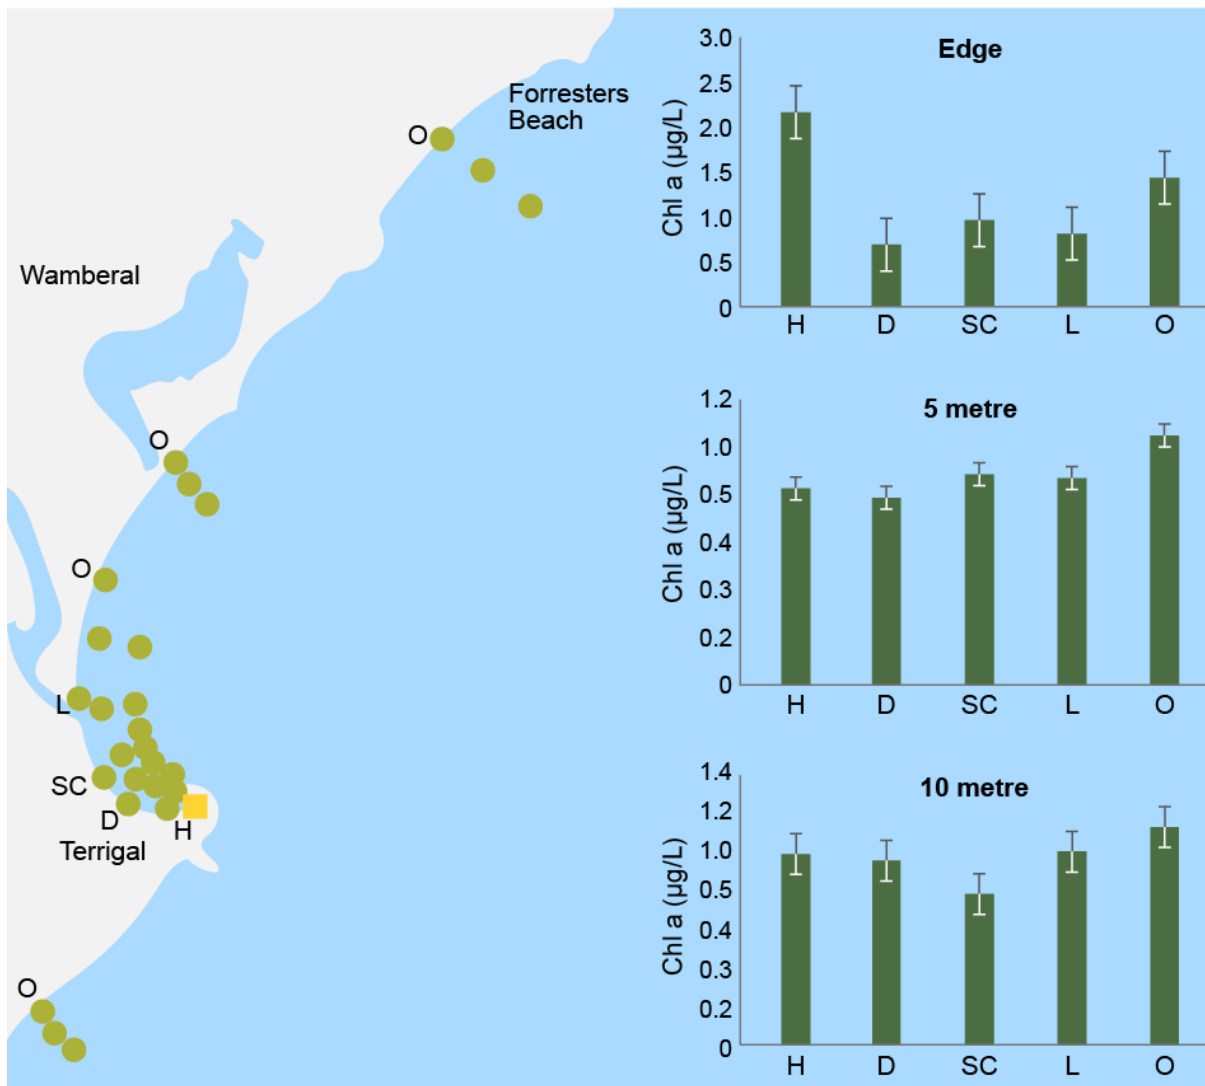 Forresters
Beach
O
Wamberal
O
O
L
SC
D
H
Terrigal
O
Edge
Chl a (µg/L)
3.0
2.5
2.0
1.5
1.0
0.5
0
H D SC L O
5 metre
Chl a (µg/L)
1.2
1.0
0.5
0.4
0.3
0.2
0
H D SC L O
10 metre
Chl a (µg/L)
1.4
1.2
1.0
0.5
0.4
0.3
0.2
0
H D SC L O